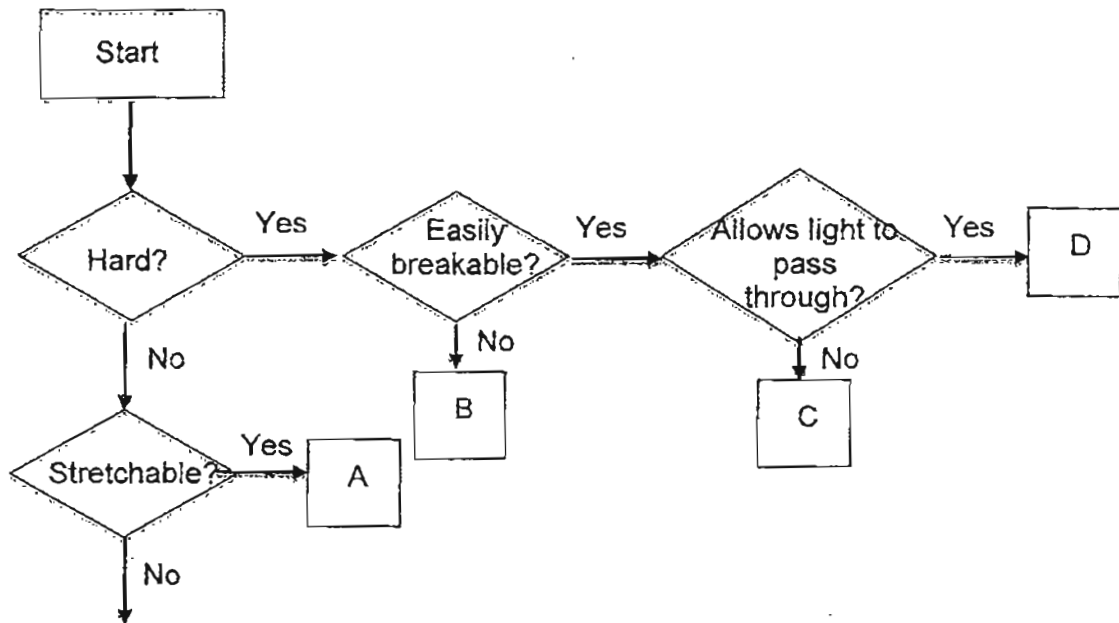 Start
Hard?
Yes
Easily
breakable?
Yes
Allows light to
pass
through?
Yes
D
No
No
B
No
C
Stretchable?
Yes
A
No